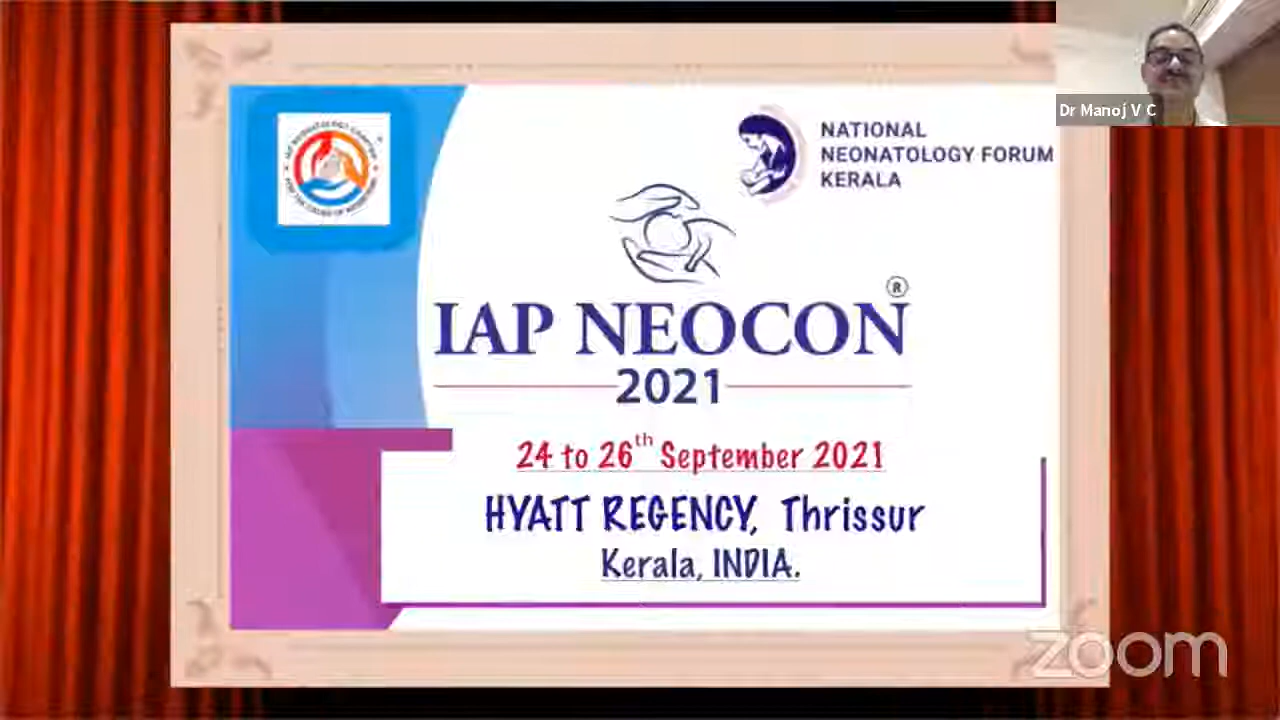 Dr Manoj V C
NATIONAL
NEONATOLOGY FORUM
KERALA
®
IAP NEOCON
2021
24 to 26th September 2021
HYATT REGENCY, Thrissur
Kerala, INDIA.
zoom